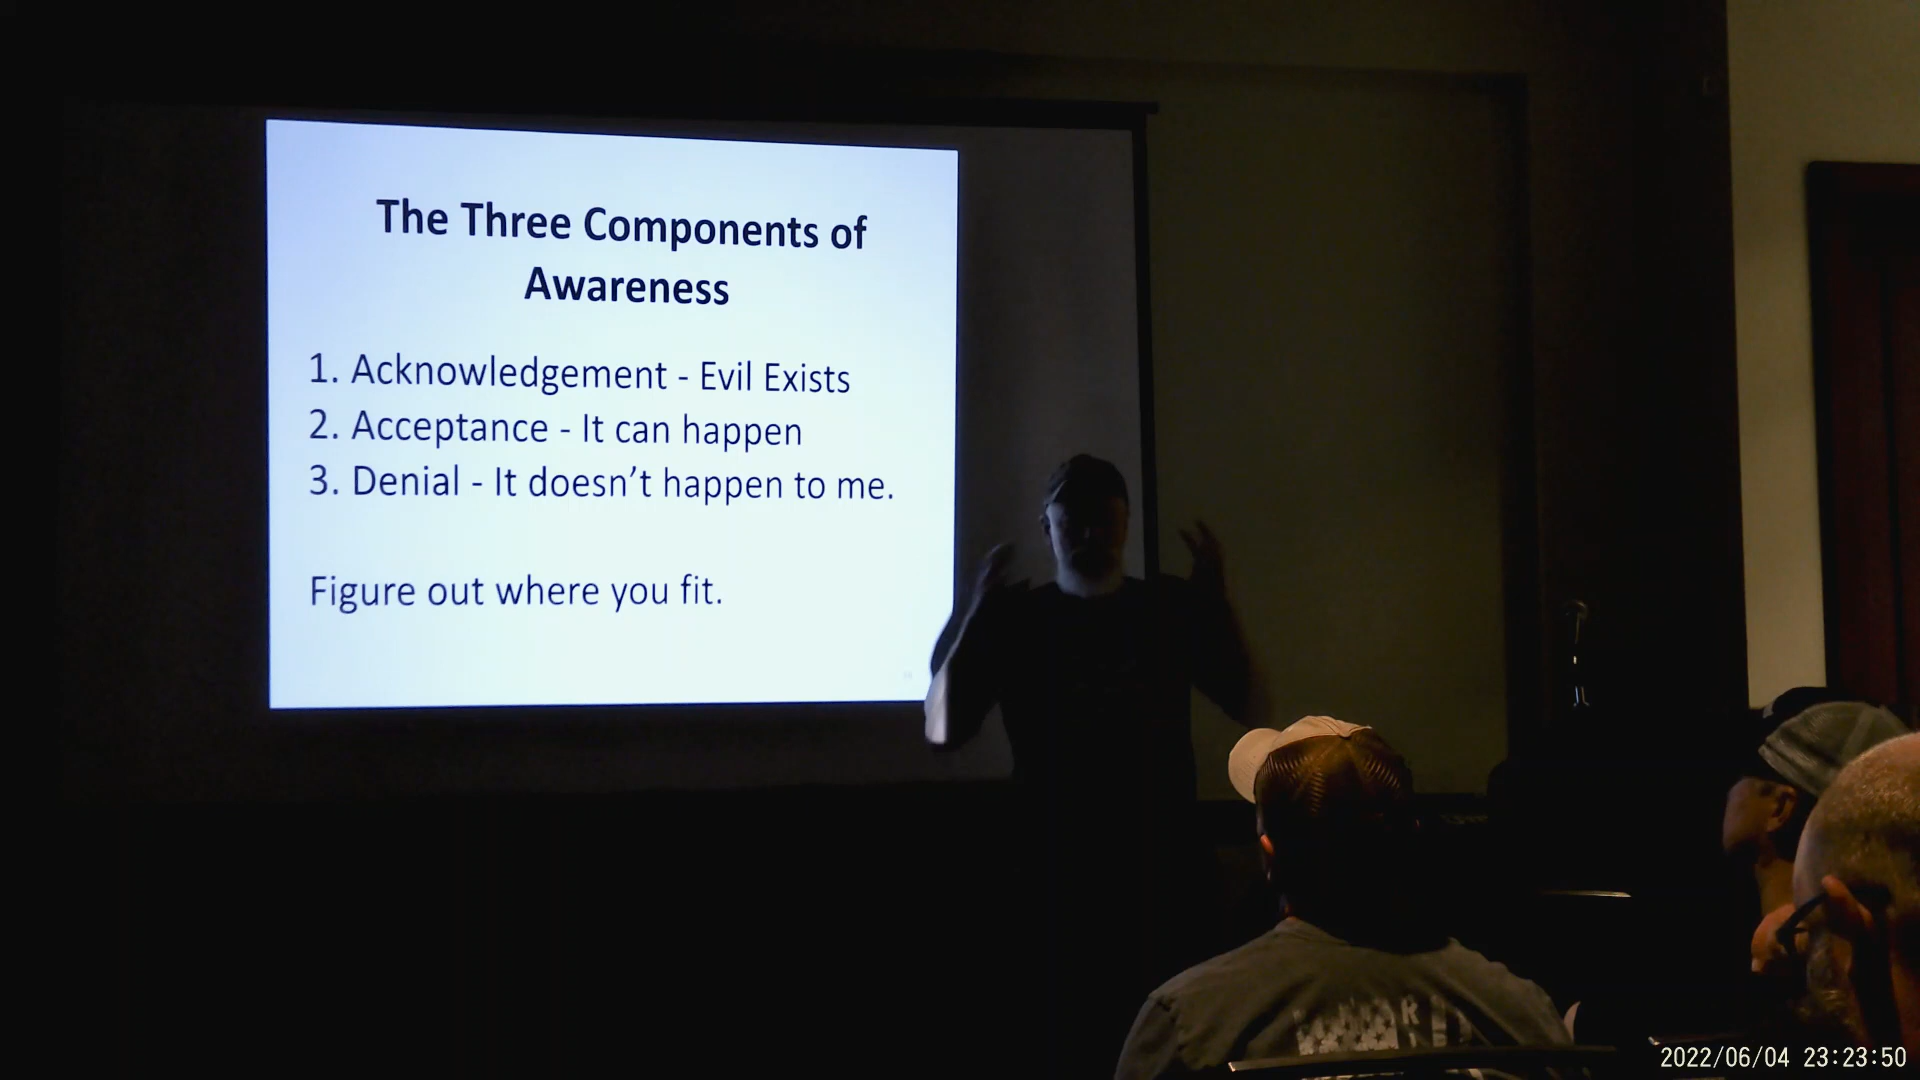 The Three Components of
Awareness
1. Acknowledgement - Evil Exists
2. Acceptance - It can happen
3. Denial - It doesn't happen to me.
Figure out where you fit.
2022/06/04 23:23:50